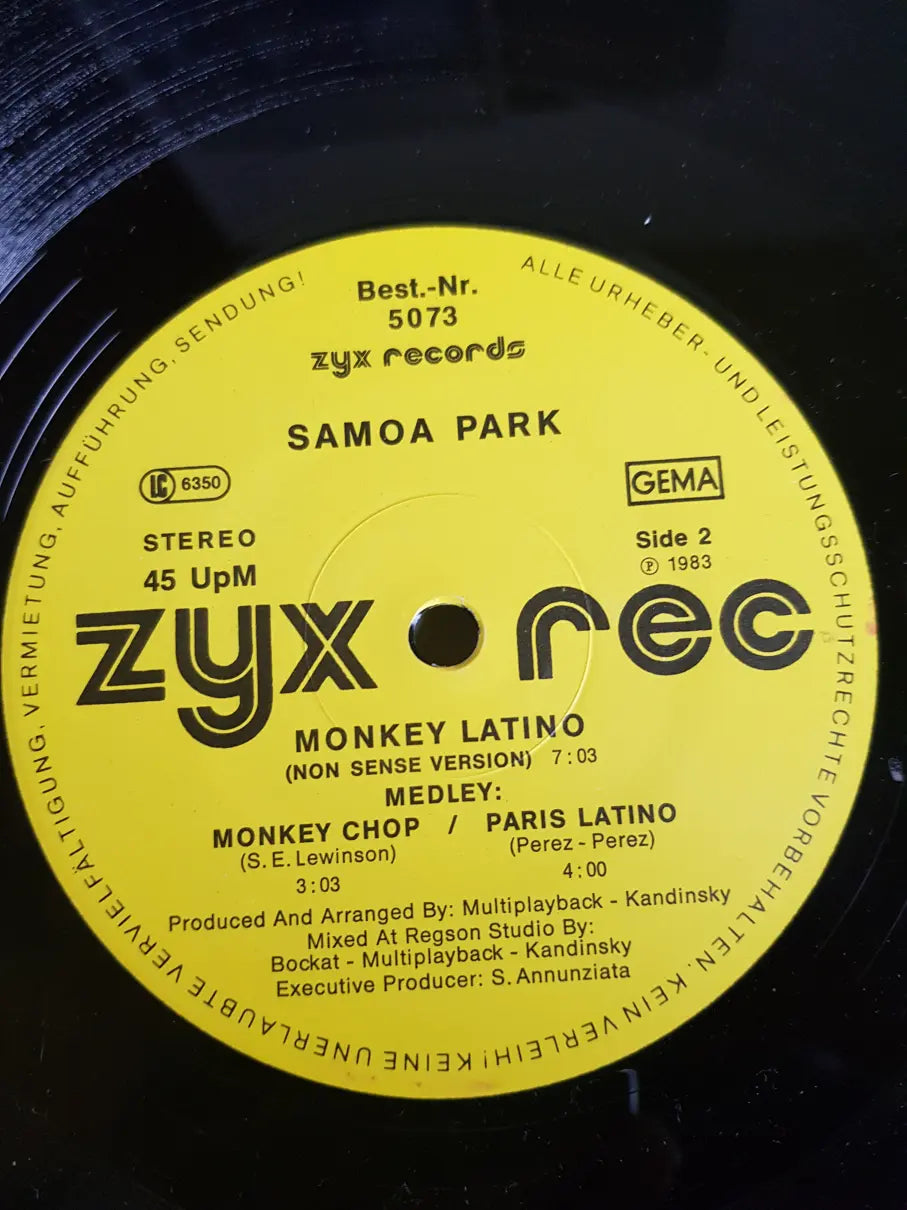 Best.-Nr.
5073
zyx records
SAMOA PARK
LC 6350
GEMA
STEREO
Side 2
45 UpM
℗ 1983
zyx rec
MONKEY LATINO
(NON SENSE VERSION) 7:03
MEDLEY:
MONKEY CHOP / PARIS LATINO
(S.E. Lewinson) (Perez - Perez)
3:03 4:00
Produced And Arranged By: Multiplayback - Kandinsky
Mixed At Regson Studio By:
Bockat - Multiplayback - Kandinsky
Executive Producer: S. Annunziata
ALLE URHEBER- UND LEISTUNGSSCHUTZRECHTE VORBEHALTEN. KEIN VERLEIH! KEINE UNERLAUBTE VERVIELFÄLTIGUNG, VERMIETUNG, AUFFÜHRUNG, SENDUNG!